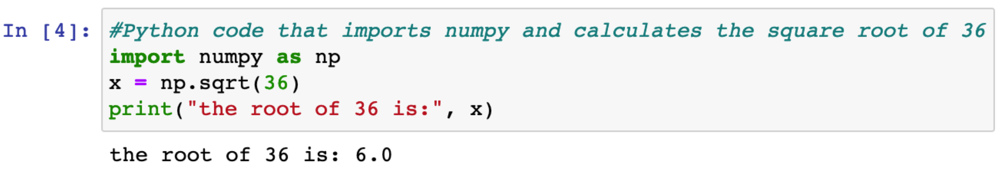 In [4]: #Python code that imports numpy and calculates the square root of 36
import numpy as np
x = np.sqrt(36)
print("the root of 36 is:", x)
the root of 36 is: 6.0